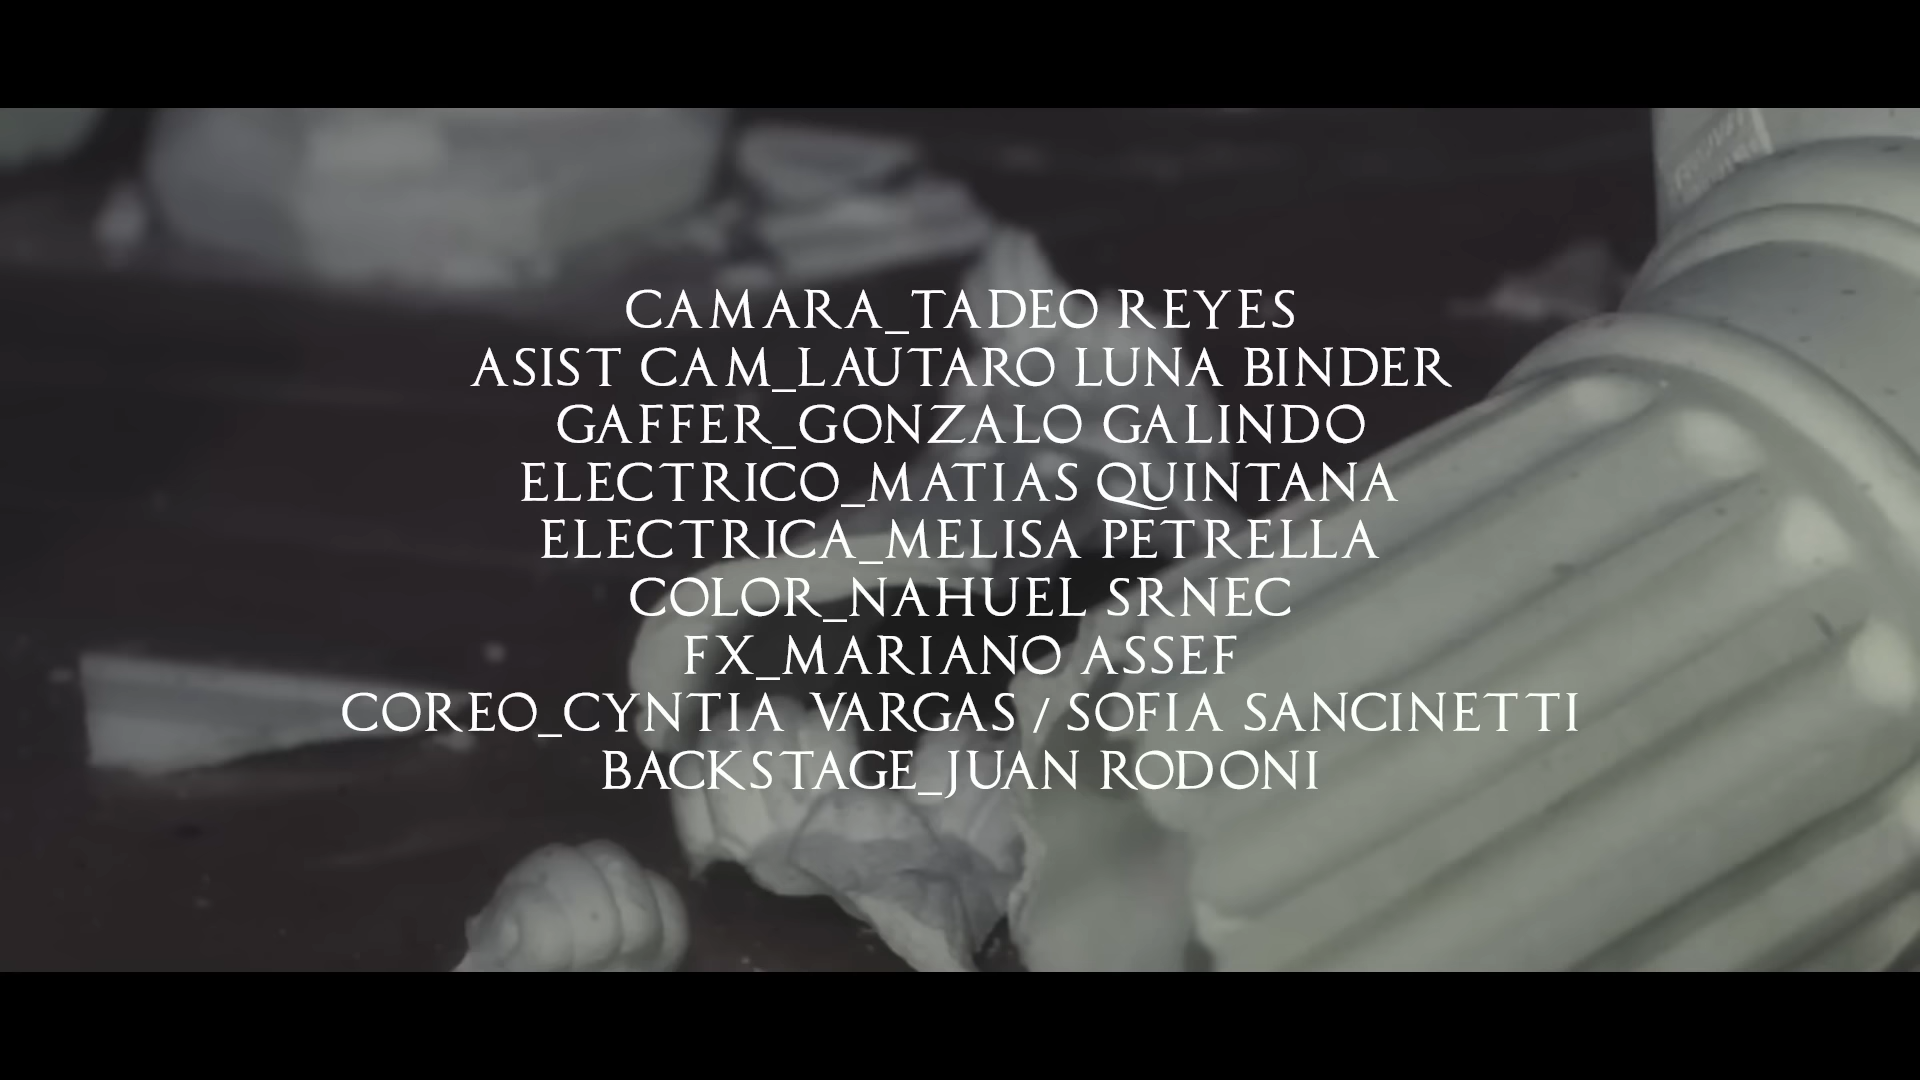 CAMARA_TADEO REYES
ASIST CAM_LAUTARO LUNA BINDER
GAFFER_GONZALO GALINDO
ELECTRICO_MATIAS QUINTANA
ELECTRICA_MELISA PETRELLA
COLOR_NAHUEL SRNEC
FX_MARIANO ASSEF
COREO_CYNTIA VARGAS / SOFIA SANCINETTI
BACKSTAGE_JUAN RODONI